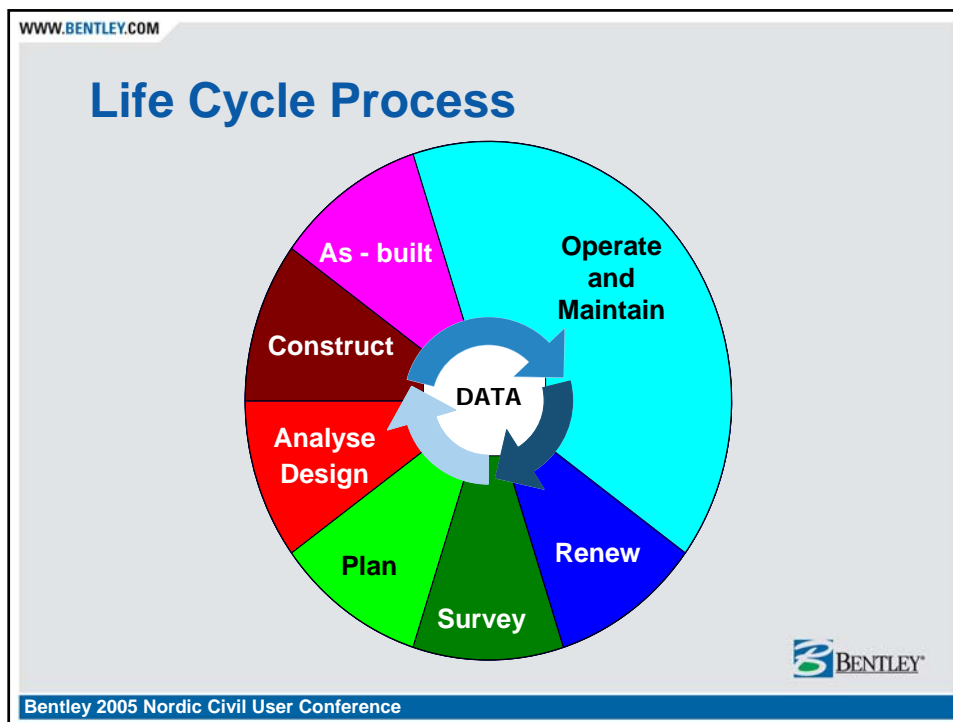 WWW.BENTLEY.COM
Life Cycle Process
As - built
Operate
and
Maintain
Construct
DATA
Analyse
Design
Plan
Renew
Survey
BENTLEY®
Bentley 2005 Nordic Civil User Conference